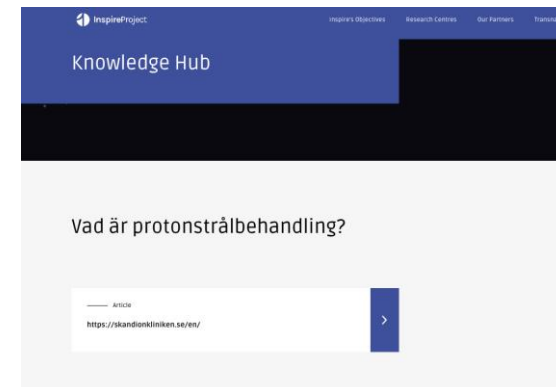 InspireProject
Inspire's Objectives Research Centres Our Partners
Knowledge Hub
Vad är protonstrålbehandling?
Article
https://skandionkliniken.se/en/